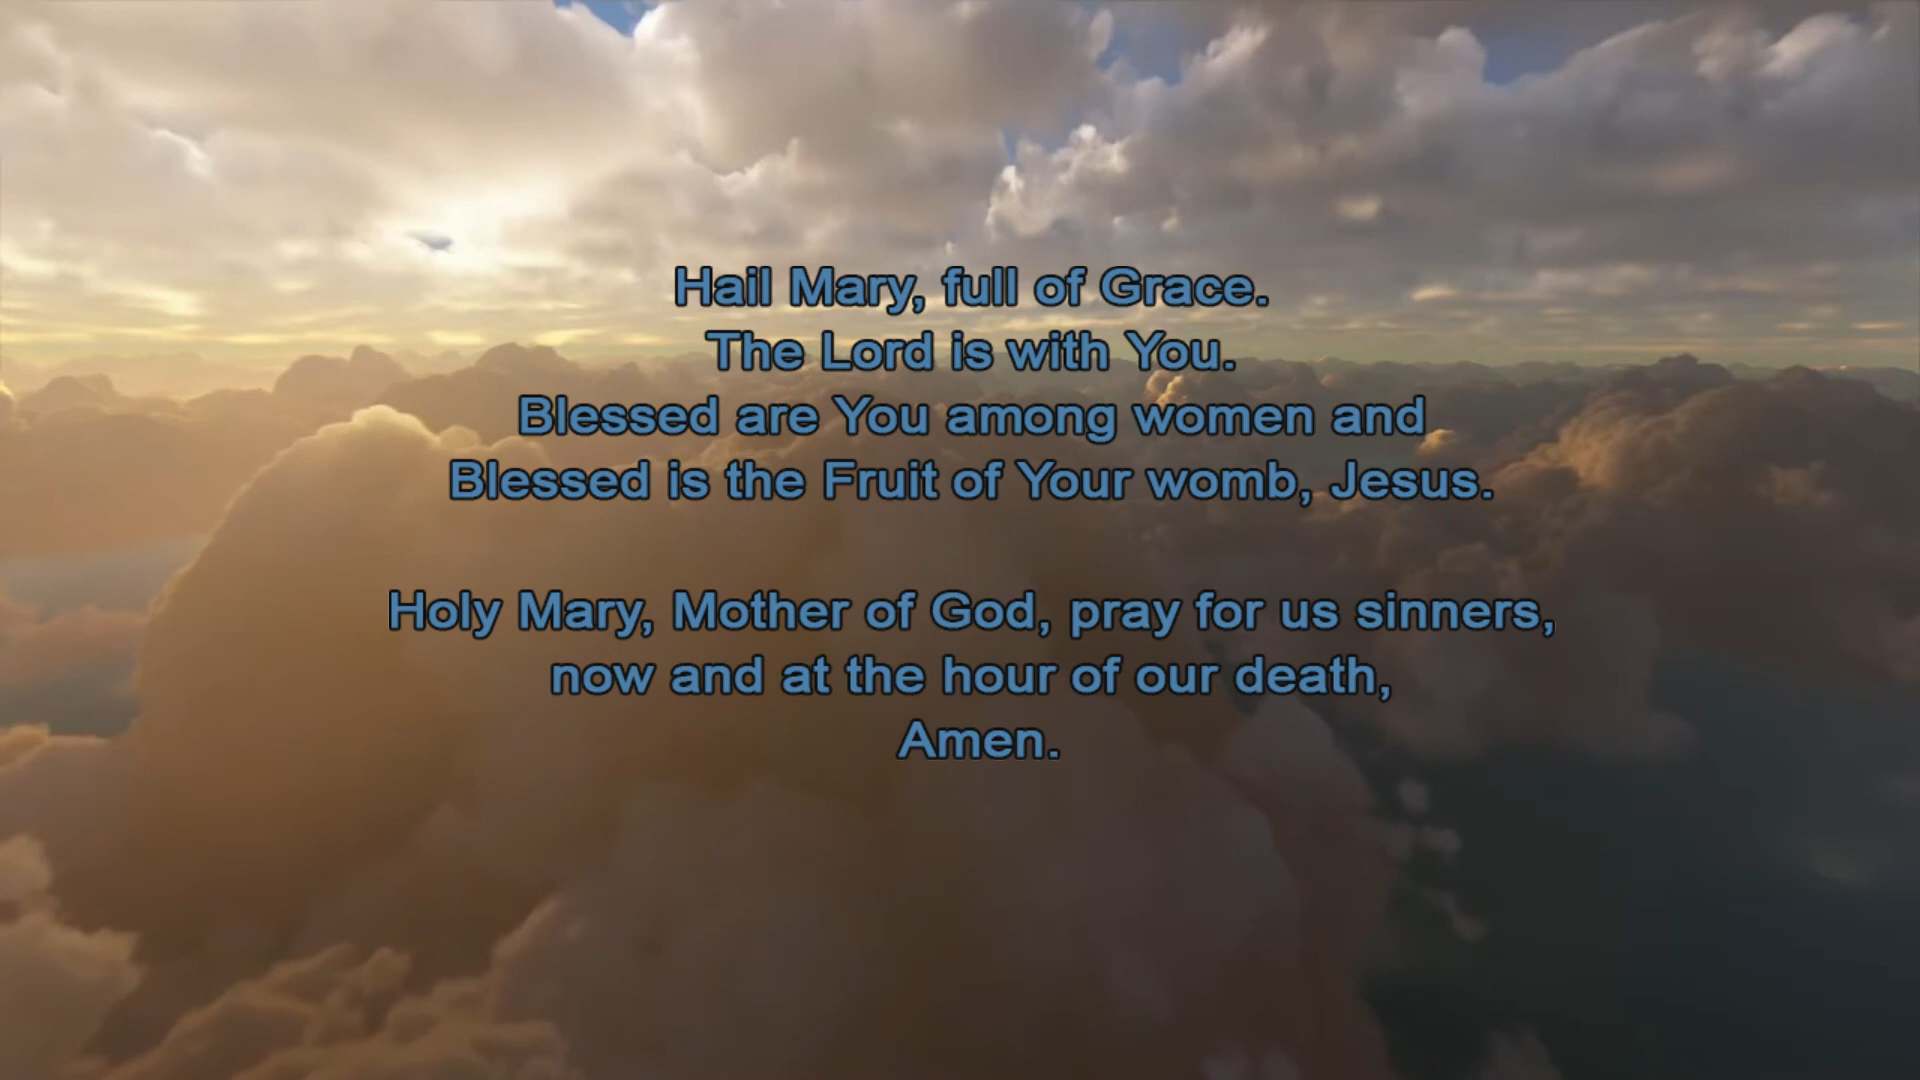 Hail Mary, full of Grace.
The Lord is with You.
Blessed are You among women and
Blessed is the Fruit of Your womb, Jesus.
Holy Mary, Mother of God, pray for us sinners,
now and at the hour of our death,
Amen.